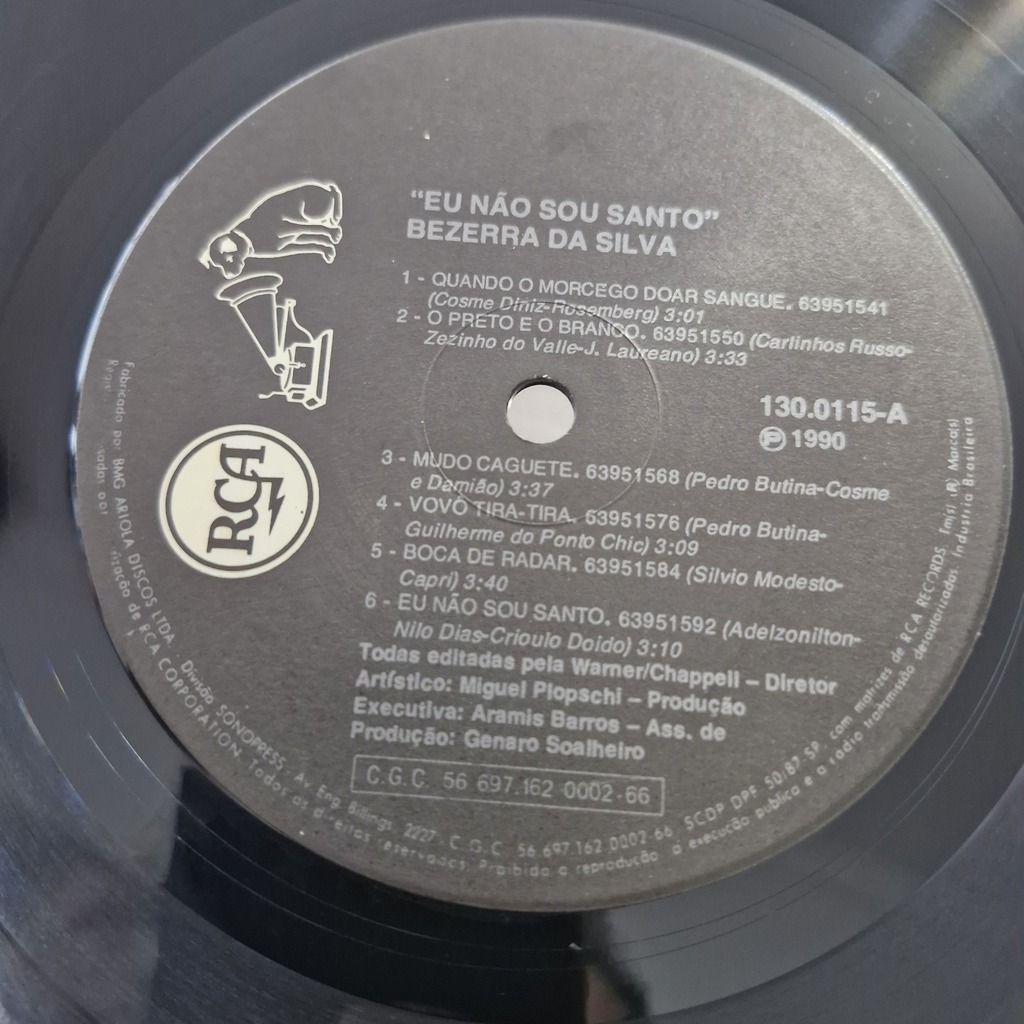 "EU NÃO SOU SANTO"
BEZERRA DA SILVA
1 - QUANDO O MORCEGO DOAR SANGUE. 63951541
(Cosme Diniz-Rosemberg) 3:01
2 - O PRETO E O BRANCO. 63951550 (Carlinhos Russo-
Zezinho do Valle-J. Laureano) 3:33
130.0115-A
℗ 1990
3 - MUDO CAGUETE. 63951568 (Pedro Butina-Cosme
e Damião) 3:37
4 - VOVÔ TIRA-TIRA. 63951576 (Pedro Butina-
Guilherme do Ponto Chic) 3:09
5 - BOCA DE RADAR. 63951584 (Silvio Modesto-
Capri) 3:40
6 - EU NÃO SOU SANTO. 63951592 (Adelzonilton-
Nilo Dias-Crioulo Doido) 3:10
Todas editadas pela Warner/Chappell – Diretor
Artístico: Miguel Plopschi – Produção
Executiva: Aramis Barros – Ass. de
Produção: Genaro Soalheiro
C.G.C. 56 697.162 0002-66
RCA
Fabricado por BMG ARIOLA DISCOS LTDA. Divisão SONOPRESS, Av. Eng. Billings, 2227, C.G.C. 56.697.162.0002-66 SCDP DPF 50/87-SP, com matrizes de RCA RECORDS Tm(s).(R) Marca(s)
RCA CORPORATION. Todos os direitos reservados. Proibida a reprodução a execução pública e a radio tranmissão desautorizadas. Industria Brasileira